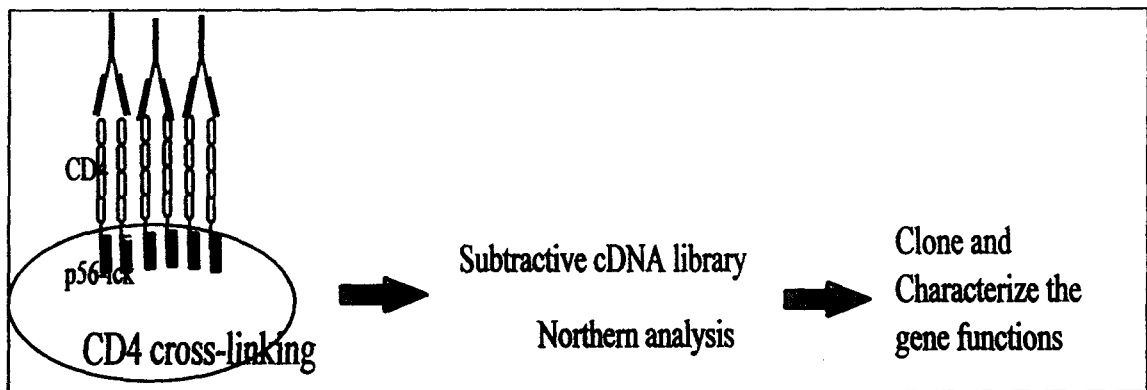 CD4
p56-lck
CD4 cross-linking
Subtractive cDNA library
Northern analysis
Clone and
Characterize the
gene functions